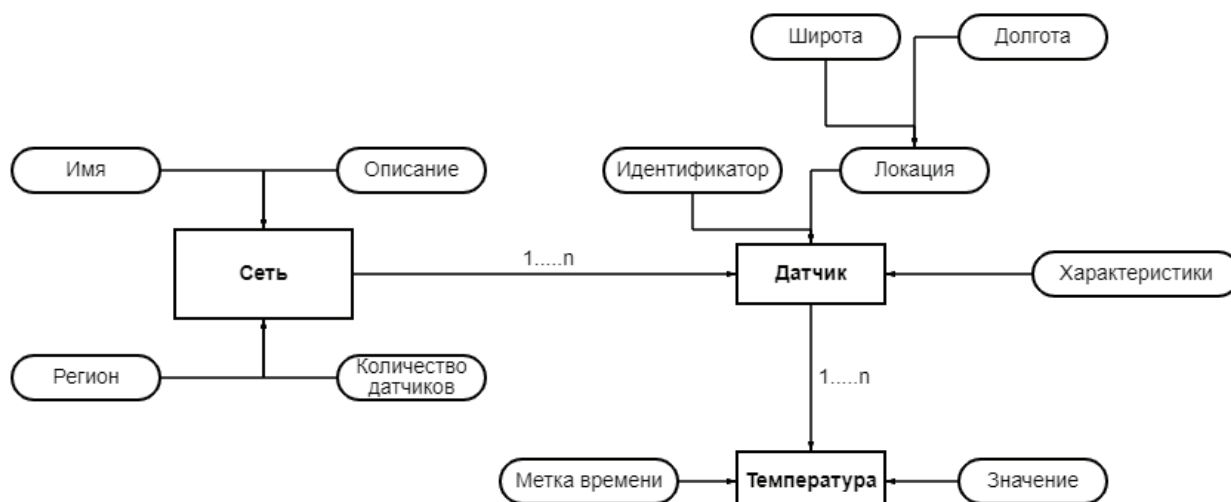 Широта
Долгота
Имя
Описание
Идентификатор
Локация
Сеть
1.....n
Датчик
Характеристики
Регион
Количество
датчиков
1.....n
Метка времени
Температура
Значение